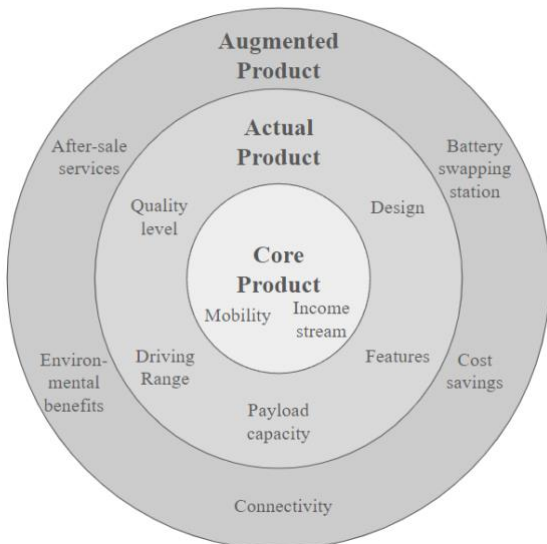 Augmented
Product
Actual
Product
After-sale
services
Battery
swapping
station
Quality
level
Design
Core
Product
Mobility
Income
stream
Environ-
mental
benefits
Driving
Range
Features
Cost
savings
Payload
capacity
Connectivity